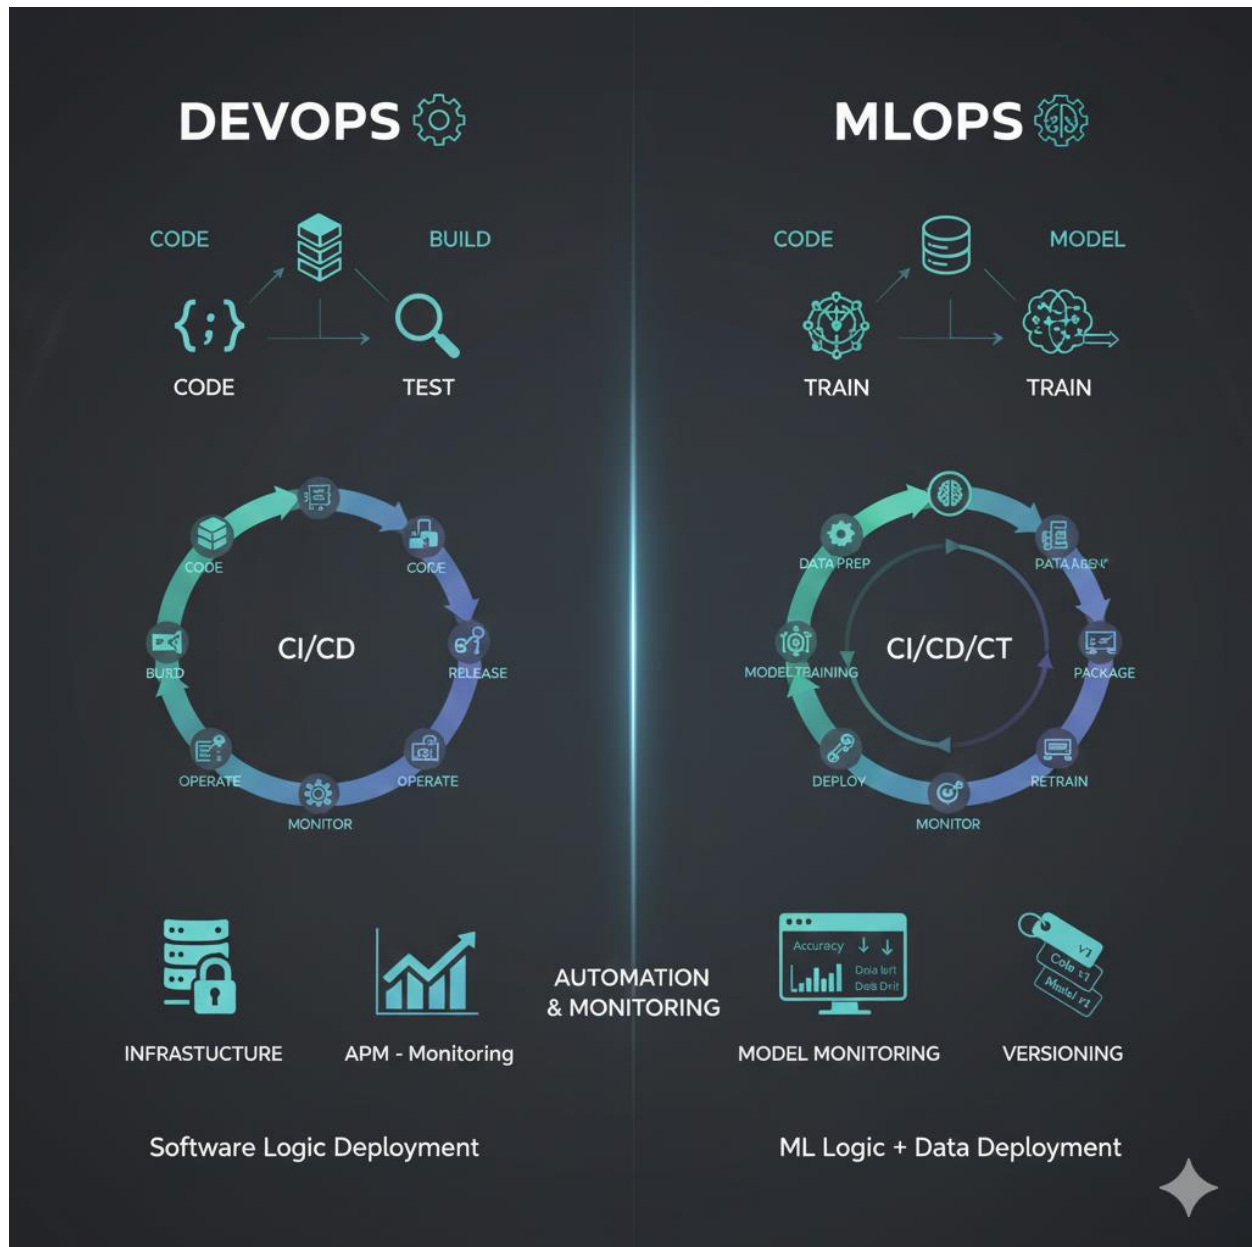 DEVOPS
CODE
BUILD
CODE
TEST
CODE
CODE
CI/CD
RELEASE
OPERATE
OPERATE
MONITOR
INFRASTUCTURE
APM - Monitoring
Software Logic Deployment
AUTOMATION
& MONITORING
MLOPS
CODE
MODEL
TRAIN
TRAIN
DATA PREP
CI/CD/CT
MODEL TRAINING
PACKAGE
DEPLOY
RETRAIN
MONITOR
Accuracy
v1
MODEL MONITORING
VERSIONING
ML Logic + Data Deployment